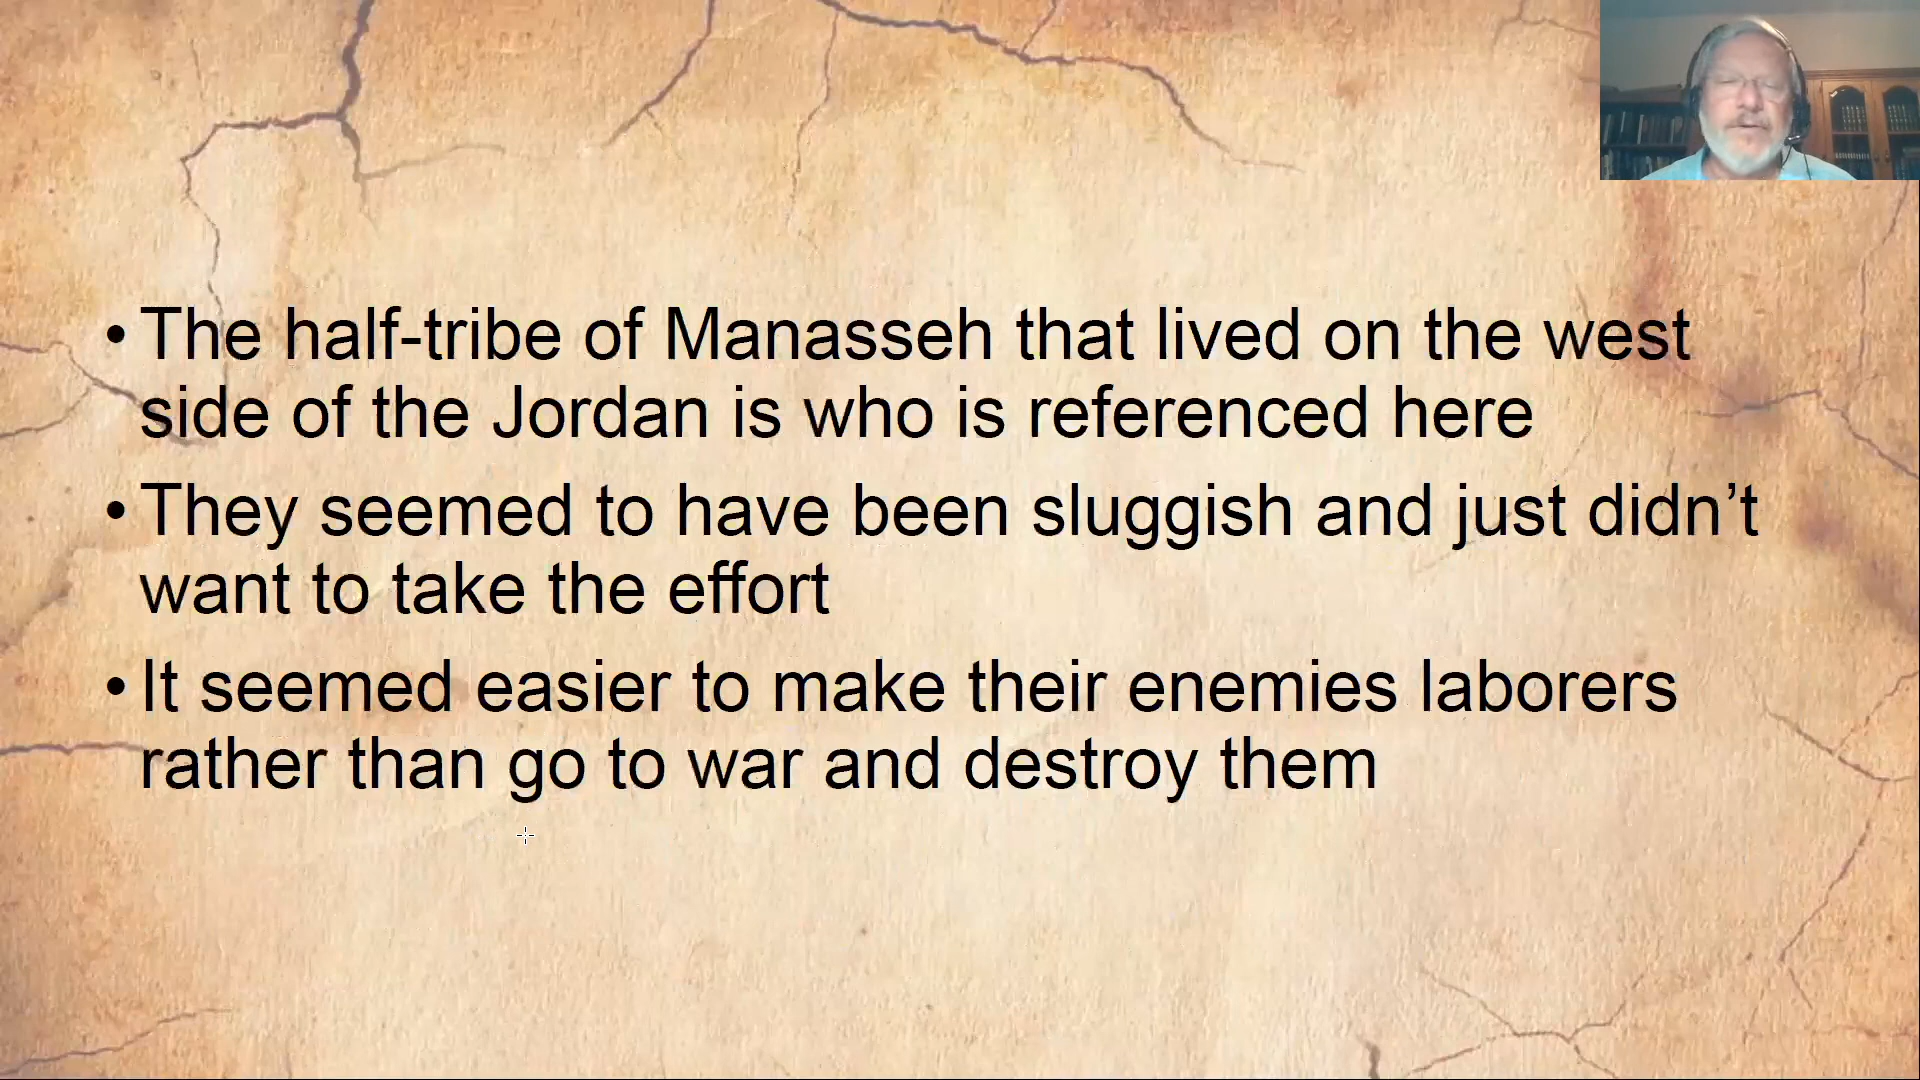 • The half-tribe of Manasseh that lived on the west
side of the Jordan is who is referenced here
• They seemed to have been sluggish and just didn’t
want to take the effort
• It seemed easier to make their enemies laborers
rather than go to war and destroy them